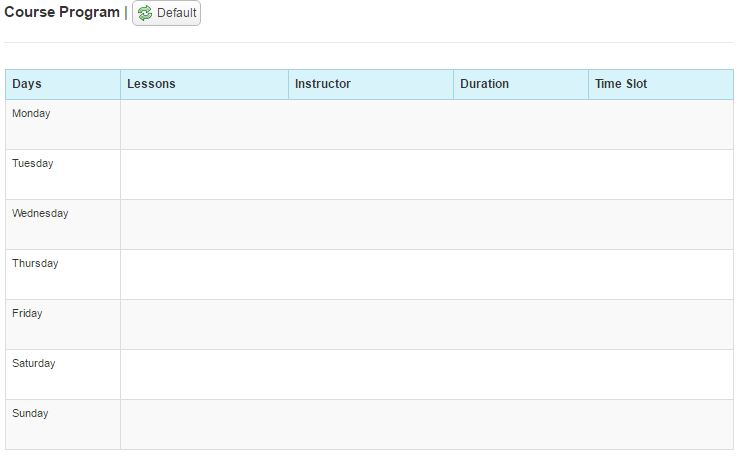 Course Program | Default
Days Lessons Instructor Duration Time Slot
Monday
Tuesday
Wednesday
Thursday
Friday
Saturday
Sunday